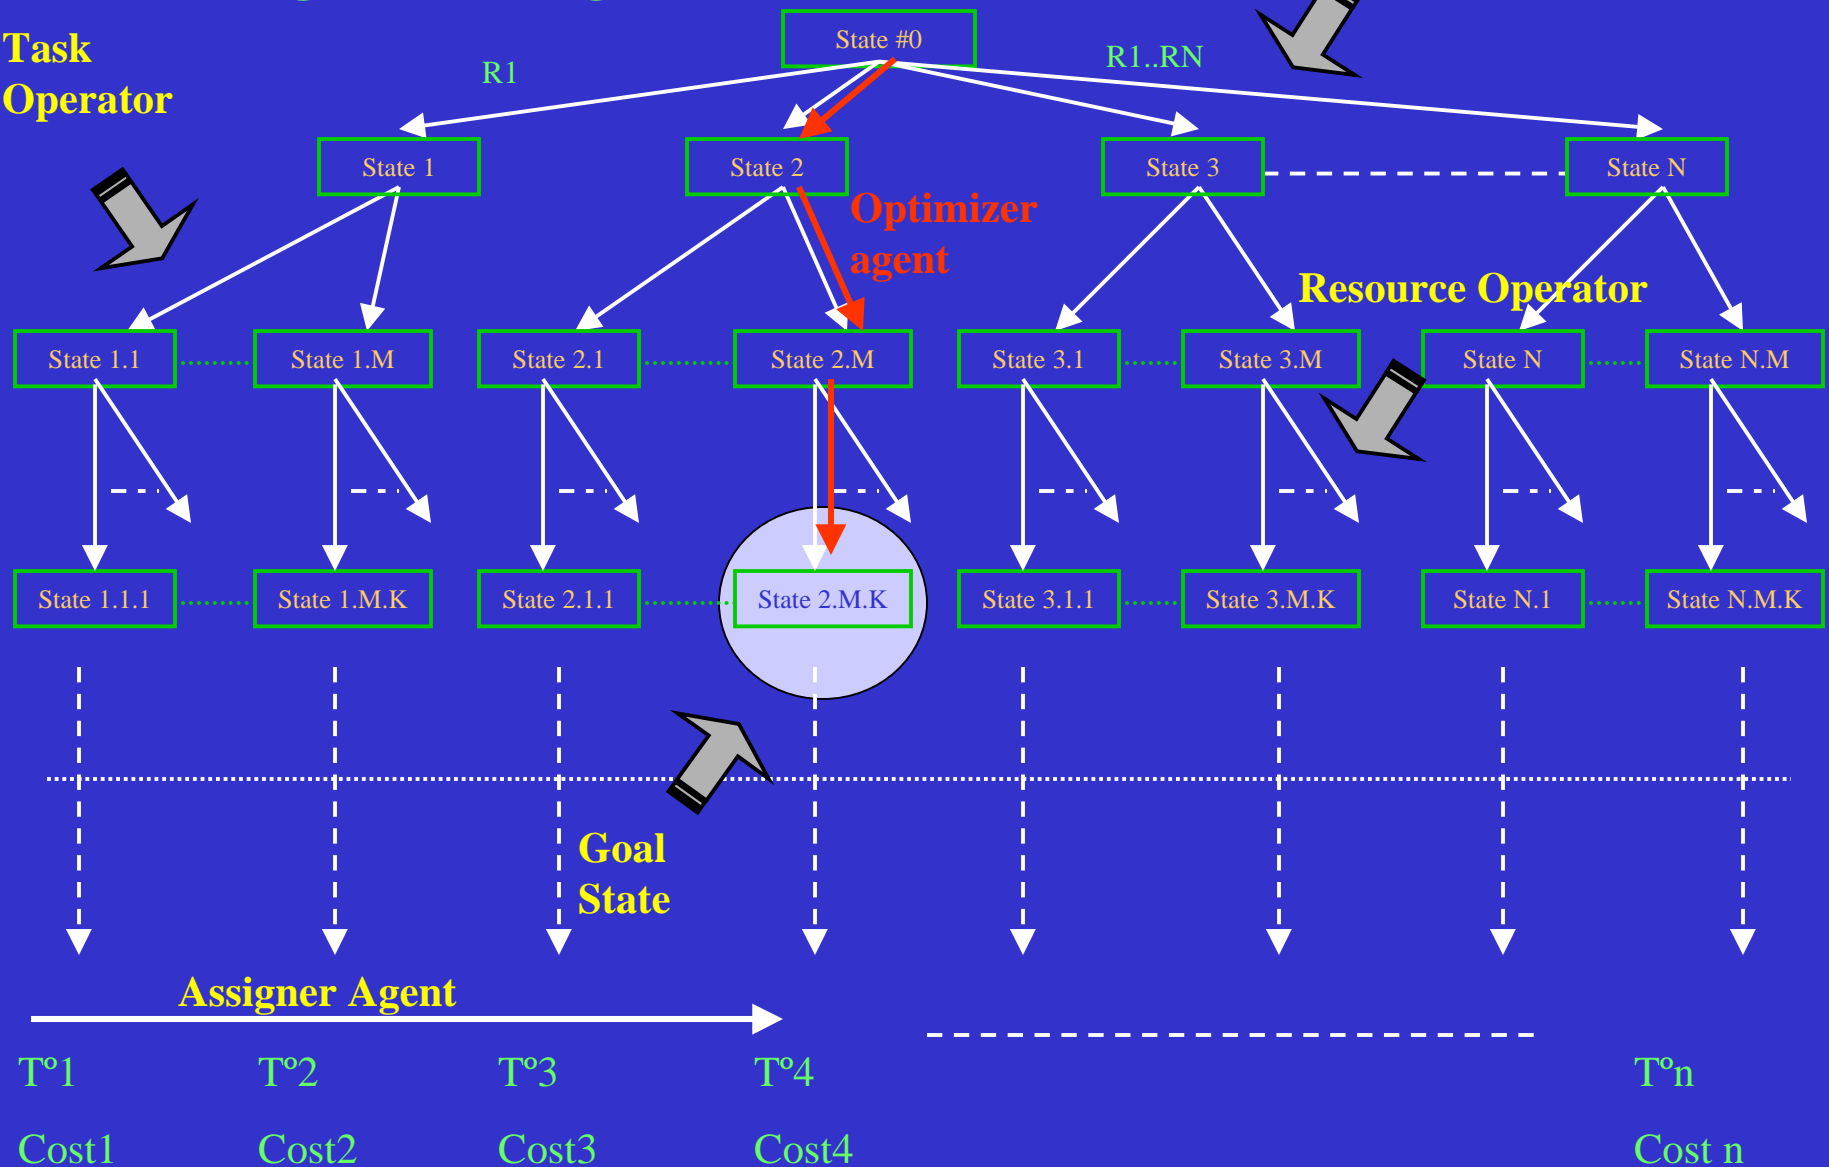 State #0
Task
Operator
R1
R1..RN
State 1
State 2
State 3
State N
Optimizer
agent
Resource Operator
State 1.1
State 1.M
State 2.1
State 2.M
State 3.1
State 3.M
State N
State N.M
State 1.1.1
State 1.M.K
State 2.1.1
State 2.M.K
State 3.1.1
State 3.M.K
State N.1
State N.M.K
Goal
State
Assigner Agent
Tº1
Tº2
Tº3
Tº4
Tºn
Cost1
Cost2
Cost3
Cost4
Cost n